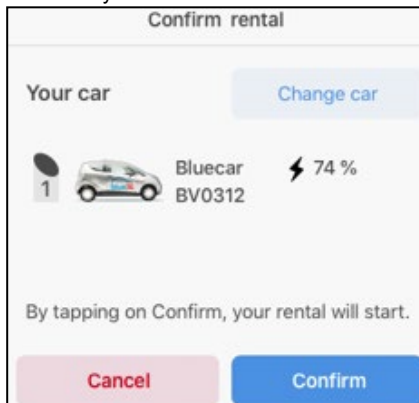 Confirm rental
Your car
Change car
1
Bluecar
74 %
BV0312
By tapping on Confirm, your rental will start.
Cancel
Confirm